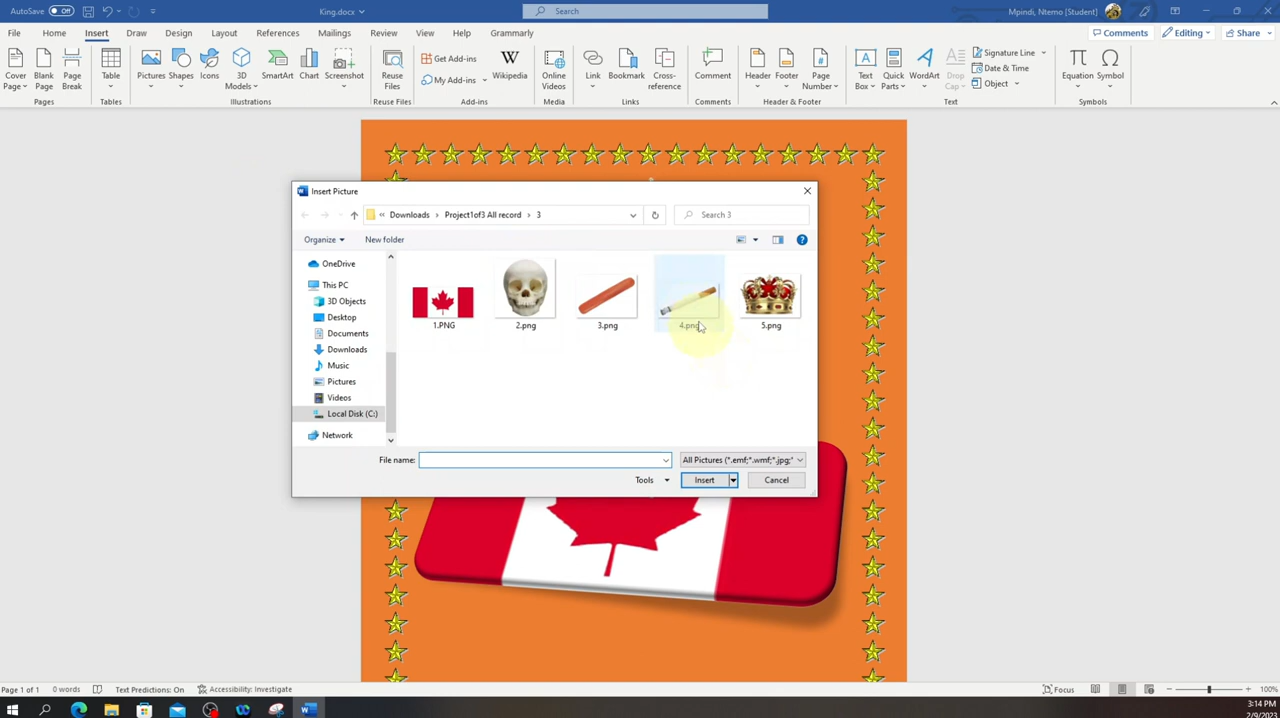 AutoSave Off King.docx Search Mpindi, Ntemo [Student]
File Home Insert Draw Design Layout References Mailings Review View Help Grammarly Comments Editing Share
Cover Page Blank Page Page Break Table Pictures Shapes Icons 3D Models SmartArt Chart Screenshot Reuse Files Get Add-ins My Add-ins Wikipedia Online Videos Link Bookmark Cross-reference Comment Header Footer Page Number Text Box Quick Parts WordArt Drop Cap Signature Line Date & Time Object Equation Symbol
Pages Tables Illustrations Reuse Files Add-ins Media Links Comments Header & Footer Text Symbols
Insert Picture
« Downloads › Project1of3 All record › 3 Search 3
Organize New folder
OneDrive
This PC
3D Objects
Desktop
Documents
Downloads
Music
Pictures
Videos
Local Disk (C:)
Network
1.PNG 2.png 3.png 4.png 5.png
File name: All Pictures (*.emf;*.wmf;*.jpg;*
Tools Insert Cancel
Page 1 of 1 0 words Text Predictions: On Accessibility: Investigate Focus 100%
3:14 PM
2/9/2023